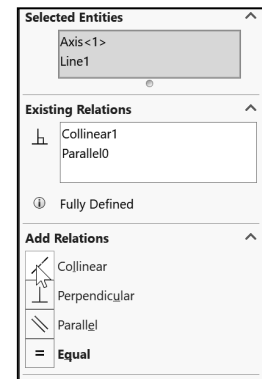 Selected Entities
Axis<1>
Line1
Existing Relations
Collinear1
Parallel0
Fully Defined
Add Relations
Collinear
Perpendicular
Parallel
Equal